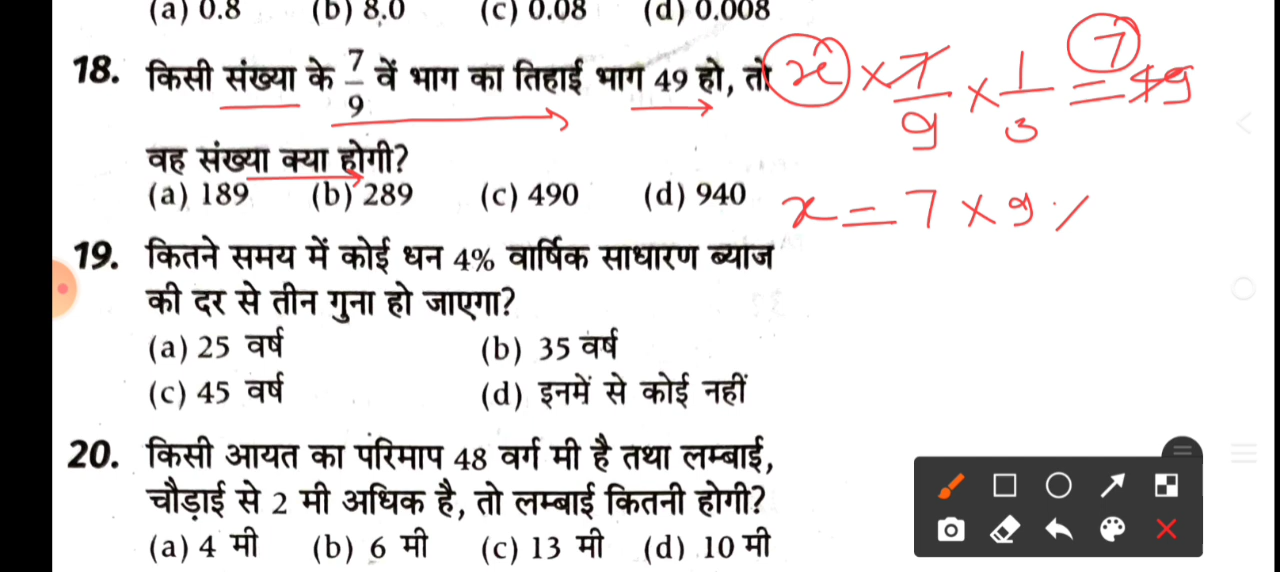 (a) 0.8 (b) 8.0 (c) 0.08 (d) 0.008
18. किसी संख्या के 7/9 वें भाग का तिहाई भाग 49 हो, तो
वह संख्या क्या होगी?
(a) 189 (b) 289 (c) 490 (d) 940
x × 7/9 × 1/3 = 49 7
x = 7 × 9
19. कितने समय में कोई धन 4% वार्षिक साधारण ब्याज
की दर से तीन गुना हो जाएगा?
(a) 25 वर्ष (b) 35 वर्ष
(c) 45 वर्ष (d) इनमें से कोई नहीं
20. किसी आयत का परिमाप 48 वर्ग मी है तथा लम्बाई,
चौड़ाई से 2 मी अधिक है, तो लम्बाई कितनी होगी?
(a) 4 मी (b) 6 मी (c) 13 मी (d) 10 मी